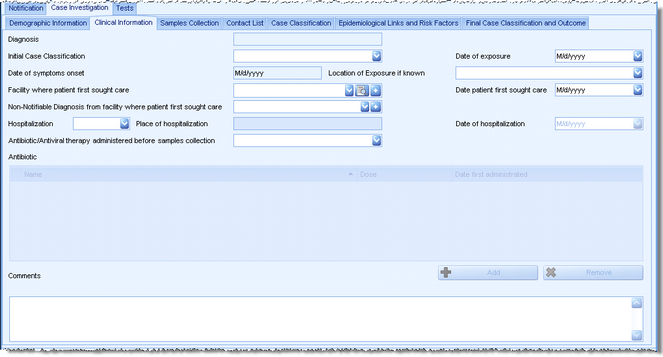 Notification Case Investigation Tests
Demographic Information Clinical Information Samples Collection Contact List Case Classification Epidemiological Links and Risk Factors Final Case Classification and Outcome
Diagnosis
Initial Case Classification Date of exposure M/d/yyyy
Date of symptoms onset M/d/yyyy Location of Exposure if known
Facility where patient first sought care Date patient first sought care M/d/yyyy
Non-Notifiable Diagnosis from facility where patient first sought care
Hospitalization Place of hospitalization Date of hospitalization M/d/yyyy
Antibiotic/Antiviral therapy administered before samples collection
Antibiotic
Name Dose Date first administrated
Add Remove
Comments